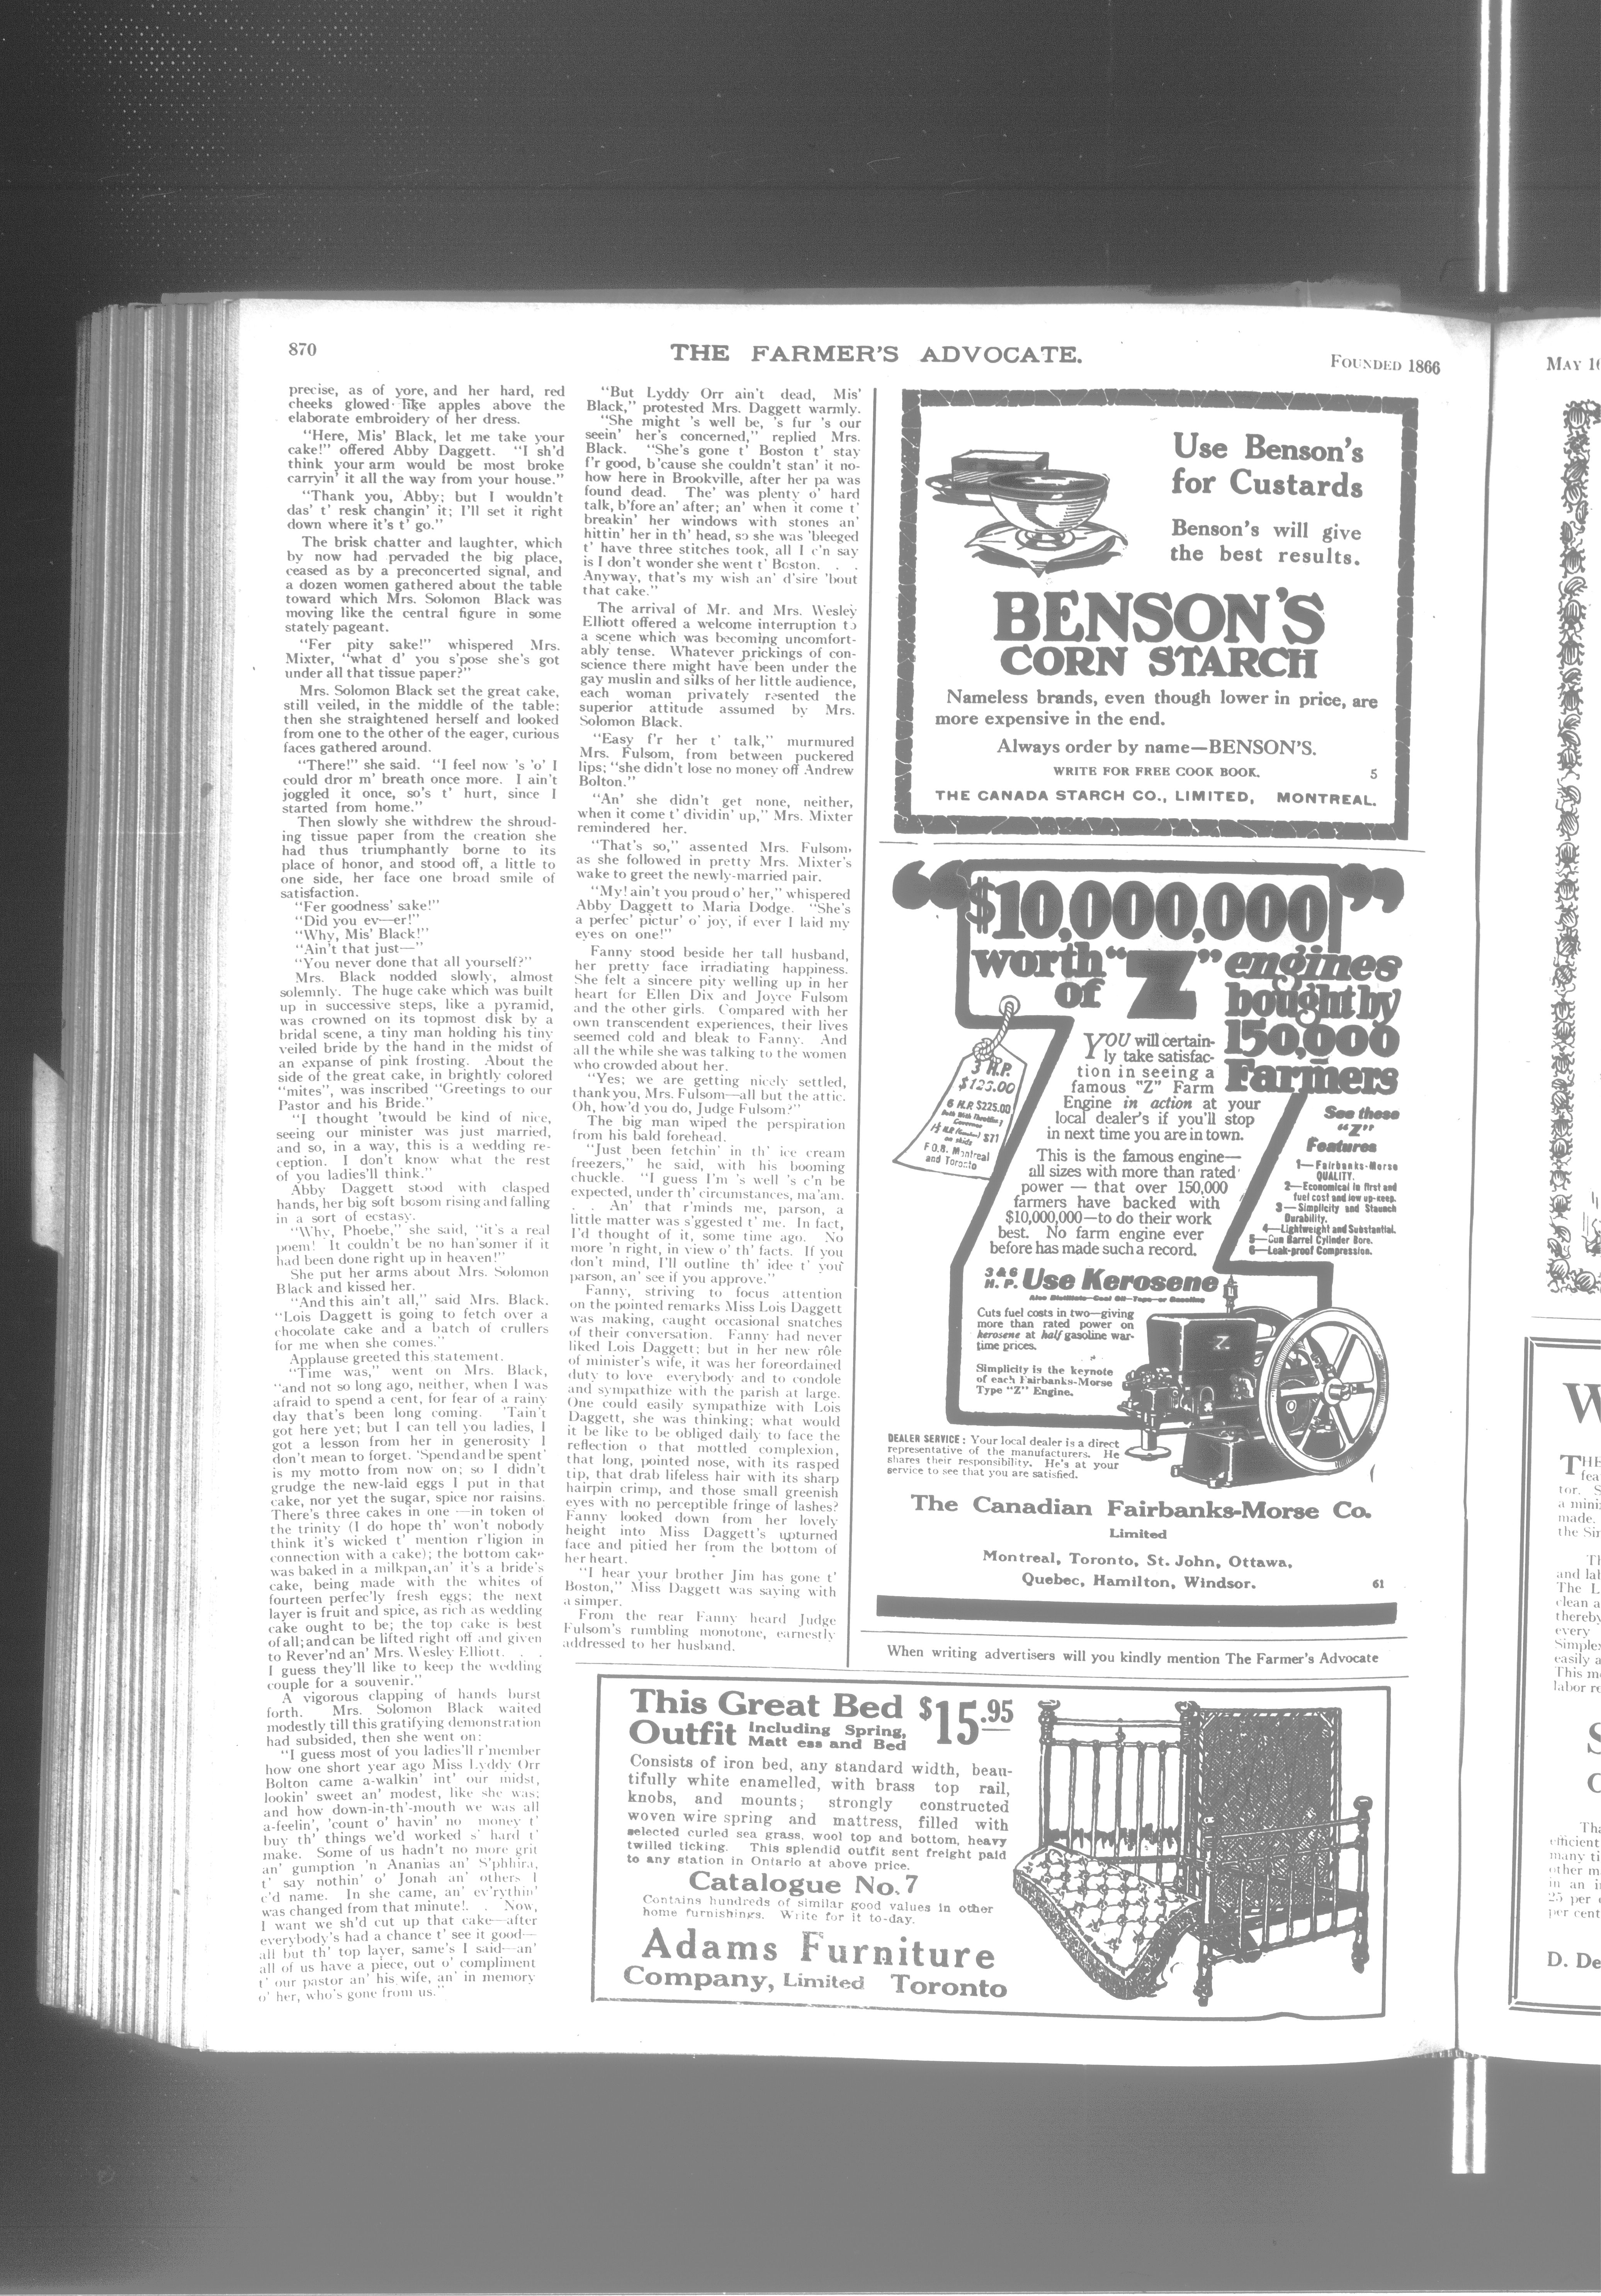 870
THE FARMER'S ADVOCATE.
FOUNDED 1866
precise, as of yore, and her hard, red
cheeks glowed like apples above the
elaborate embroidery of her dress.
"Here, Mis' Black, let me take your
cake!" offered Abby Daggett. "I sh'd
think your arm would be most broke
carryin' it all the way from your house."
"Thank you, Abby; but I wouldn't
das' t' resk changin' it; I'll set it right
down where it's t' go."
The brisk chatter and laughter, which
by now had pervaded the big place,
ceased as by a preconcerted signal, and
a dozen women gathered about the table
toward which Mrs. Solomon Black was
moving like the central figure in some
stately pageant.
"Fer pity sake!" whispered Mrs.
Mixter, "what d' you s'pose she's got
under all that tissue paper?"
Mrs. Solomon Black set the great cake,
still veiled, in the middle of the table;
then she straightened herself and looked
from one to the other of the eager, curious
faces gathered around.
"There!" she said. "I feel now 's 'o' I
could dror m' breath once more. I ain't
joggled it once, so's t' hurt, since I
started from home."
Then slowly she withdrew the shroud-
ing tissue paper from the creation she
had thus triumphantly borne to its
place of honor, and stood off, a little to
one side, her face one broad smile of
satisfaction.
"Fer goodness' sake!"
"Did you ev—er!"
"Why, Mis' Black!"
"Ain't that just—"
"You never done that all yourself?"
Mrs. Black nodded slowly, almost
solemnly. The huge cake which was built
up in successive steps, like a pyramid,
was crowned on its topmost disk by a
bridal scene, a tiny man holding his tiny
veiled bride by the hand in the midst of
an expanse of pink frosting. About the
side of the great cake, in brightly colored
"mites", was inscribed "Greetings to our
Pastor and his Bride."
"I thought 'twould be kind of nice,
seeing our minister was just married,
and so, in a way, this is a wedding re-
ception. I don't know what the rest
of you ladies'll think."
Abby Daggett stood with clasped
hands, her big soft bosom rising and falling
in a sort of ecstasy.
"Why, Phoebe," she said, "it's a real
poem! It couldn't be no han'somer if it
had been done right up in heaven!"
She put her arms about Mrs. Solomon
Black and kissed her.
"And this ain't all," said Mrs. Black.
"Lois Daggett is going to fetch over a
chocolate cake and a batch of crullers
for me when she comes."
Applause greeted this statement.
"Time was," went on Mrs. Black,
"and not so long ago, neither, when I was
afraid to spend a cent, for fear of a rainy
day that's been long coming. 'Tain't
got here yet; but I can tell you ladies, I
got a lesson from her in generosity I
don't mean to forget. 'Spend and be spent'
is my motto from now on; so I didn't
grudge the new-laid eggs I put in that
cake, nor yet the sugar, spice nor raisins.
There's three cakes in one—in token of
the trinity (I do hope th' won't nobody
think it's wicked t' mention r'ligion in
connection with a cake); the bottom cake
was baked in a milkpan, an' it's a bride's
cake, being made with the whites of
fourteen perfec'ly fresh eggs; the next
layer is fruit and spice, as rich as wedding
cake ought to be; the top cake is best
of all; and can be lifted right off and given
to Rever'nd an' Mrs. Wesley Elliott. . .
I guess they'll like to keep the wedding
couple for a souvenir."
A vigorous clapping of hands burst
forth. Mrs. Solomon Black waited
modestly till this gratifying demonstration
had subsided, then she went on:
"I guess most of you ladies'll r'member
how one short year ago Miss Lyddy Orr
Bolton came a-walkin' int' our midst,
lookin' sweet an' modest, like she was;
and how down-in-th'-mouth we was all
a-feelin', 'count o' havin' no money t'
buy th' things we'd worked s' hard t'
make. Some of us hadn't no more grit
an' gumption 'n Ananias an' S'phhira,
t' say nothin' o' Jonah an' others I
c'd name. In she came, an' ev'rythin'
was changed from that minute!. . Now,
I want we sh'd cut up that cake—after
everybody's had a chance t' see it good—
all but th' top layer, same's I said—an'
all of us have a piece, out o' compliment
t' our pastor an' his wife, an' in memory
o' her, who's gone from us."
"But Lyddy Orr ain't dead, Mis'
Black," protested Mrs. Daggett warmly.
"She might 's well be, 's fur 's our
seein' her's concerned," replied Mrs.
Black. "She's gone t' Boston t' stay
f'r good, b'cause she couldn't stan' it no-
how here in Brookville, after her pa was
found dead. The' was plenty o' hard
talk, b'fore an' after; an' when it come t'
breakin' her windows with stones an'
hittin' her in th' head, so she was 'bleeged
t' have three stitches took, all I c'n say
is I don't wonder she went t' Boston. . .
Anyway, that's my wish an' d'sire 'bout
that cake."
The arrival of Mr. and Mrs. Wesley
Elliott offered a welcome interruption to
a scene which was becoming uncomfort-
ably tense. Whatever prickings of con-
science there might have been under the
gay muslin and silks of her little audience,
each woman privately resented the
superior attitude assumed by Mrs.
Solomon Black.
"Easy f'r her t' talk," murmured
Mrs. Fulsom, from between puckered
lips; "she didn't lose no money off Andrew
Bolton."
"An' she didn't get none, neither,
when it come t' dividin' up," Mrs. Mixter
remindered her.
"That's so," assented Mrs. Fulsom,
as she followed in pretty Mrs. Mixter's
wake to greet the newly-married pair.
"My! ain't you proud o' her," whispered
Abby Daggett to Maria Dodge. "She's
a perfec' pictur' o' joy, if ever I laid my
eyes on one!"
Fanny stood beside her tall husband,
her pretty face irradiating happiness.
She felt a sincere pity welling up in her
heart for Ellen Dix and Joyce Fulsom
and the other girls. Compared with her
own transcendent experiences, their lives
seemed cold and bleak to Fanny. And
all the while she was talking to the women
who crowded about her.
"Yes; we are getting nicely settled,
thank you, Mrs. Fulsom—all but the attic.
Oh, how'd you do, Judge Fulsom?"
The big man wiped the perspiration
from his bald forehead.
"Just been fetchin' in th' ice cream
freezers," he said, with his booming
chuckle. "I guess I'm 's well 's c'n be
expected, under th' circumstances, ma'am.
. . An' that r'minds me, parson, a
little matter was s'ggested t' me. In fact,
I'd thought of it, some time ago. No
more 'n right, in view o' th' facts. If you
don't mind, I'll outline th' idee t' you
parson, an' see if you approve."
Fanny, striving to focus attention
on the pointed remarks Miss Lois Daggett
was making, caught occasional snatches
of their conversation. Fanny had never
liked Lois Daggett; but in her new rôle
of minister's wife, it was her foreordained
duty to love everybody and to condole
and sympathize with the parish at large.
One could easily sympathize with Lois
Daggett, she was thinking; what would
it be like to be obliged daily to face the
reflection o that mottled complexion,
that long, pointed nose, with its rasped
tip, that drab lifeless hair with its sharp
hairpin crimp, and those small greenish
eyes with no perceptible fringe of lashes?
Fanny looked down from her lovely
height into Miss Daggett's upturned
face and pitied her from the bottom of
her heart.
"I hear your brother Jim has gone t'
Boston," Miss Daggett was saying with
a simper.
From the rear Fanny heard Judge
Fulsom's rumbling monotone, earnestly
addressed to her husband.
Use Benson's
for Custards
Benson's will give
the best results.
BENSON'S
CORN STARCH
Nameless brands, even though lower in price, are
more expensive in the end.
Always order by name—BENSON'S.
WRITE FOR FREE COOK BOOK. 5
THE CANADA STARCH CO., LIMITED, MONTREAL.
"$10,000,000"
worth of "Z" engines
bought by
150,000
Farmers
3 H.P.
$123.00
6 H.P. $225.00
Both With Throttling
Governor
1½ H.P. $71
on skids
F.O.B. Montreal
and Toronto
YOU will certain-
ly take satisfac-
tion in seeing a
famous "Z" Farm
Engine in action at your
local dealer's if you'll stop
in next time you are in town.
This is the famous engine—
all sizes with more than rated
power — that over 150,000
farmers have backed with
$10,000,000—to do their work
best. No farm engine ever
before has made such a record.
See these
"Z"
Features
1—Fairbanks-Morse
QUALITY.
2—Economical in first and
fuel cost and low up-keep.
3—Simplicity and Staunch
Durability.
4—Lightweight and Substantial.
5—Gun Barrel Cylinder Bore.
6—Leak-proof Compression.
3 & 6
H. P. Use Kerosene
Also Distillate—Coal Oil—Tops—or Gasoline
Cuts fuel costs in two—giving
more than rated power on
kerosene at half gasoline war-
time prices.
Simplicity is the keynote
of each Fairbanks-Morse
Type "Z" Engine.
Z
DEALER SERVICE: Your local dealer is a direct
representative of the manufacturers. He
shares their responsibility. He's at your
service to see that you are satisfied.
The Canadian Fairbanks-Morse Co.
Limited
Montreal, Toronto, St. John, Ottawa,
Quebec, Hamilton, Windsor. 61
When writing advertisers will you kindly mention The Farmer's Advocate
This Great Bed $15.95
Outfit Including Spring,
Matt ess and Bed
Consists of iron bed, any standard width, beau-
tifully white enamelled, with brass top rail,
knobs, and mounts; strongly constructed
woven wire spring and mattress, filled with
selected curled sea grass, wool top and bottom, heavy
twilled ticking. This splendid outfit sent freight paid
to any station in Ontario at above price.
Catalogue No. 7
Contains hundreds of similar good values in other
home furnishings. Write for it to-day.
Adams Furniture
Company, Limited Toronto
MAY 16
W
THE
fea
tor. S
a mini
made.
the Sir
Th
and lab
The L
clean a
thereby
every
Simplex
easily a
This m
labor re
S
C
Tha
efficient
many ti
other m
in an i
25 per c
per cent
D. De